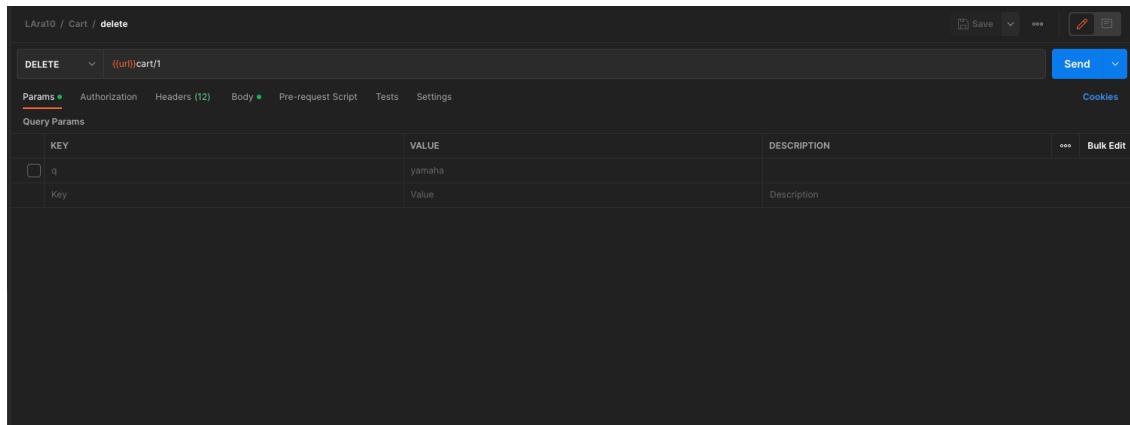 LAra10 / Cart / delete
Save
DELETE
{{url}}cart/1
Send
Params
Authorization
Headers (12)
Body
Pre-request Script
Tests
Settings
Cookies
Query Params
KEY
VALUE
DESCRIPTION
Bulk Edit
q
yamaha
Key
Value
Description